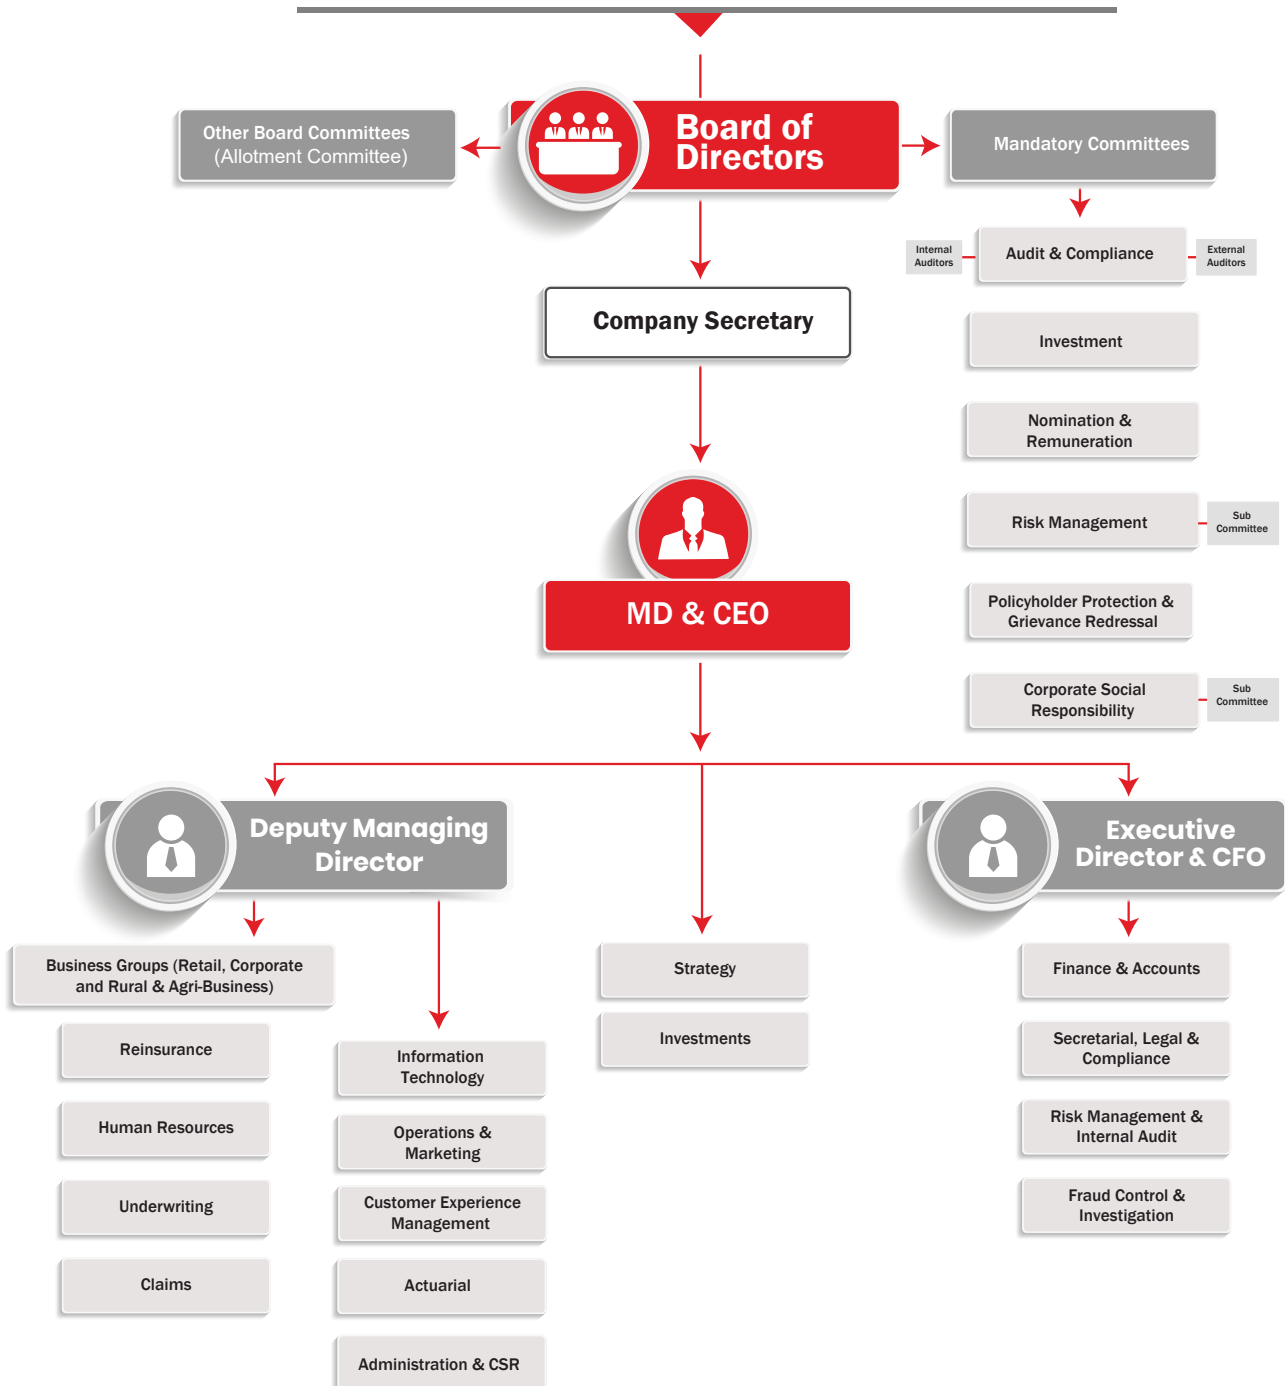 Other Board Committees
(Allotment Committee)
Board of
Directors
Mandatory Committees
Internal
Auditors
Audit & Compliance
External
Auditors
Company Secretary
Investment
Nomination &
Remuneration
Risk Management
Sub
Committee
MD & CEO
Policyholder Protection &
Grievance Redressal
Corporate Social
Responsibility
Sub
Committee
Deputy Managing
Director
Executive
Director & CFO
Business Groups (Retail, Corporate
and Rural & Agri-Business)
Reinsurance
Human Resources
Underwriting
Claims
Information
Technology
Operations &
Marketing
Customer Experience
Management
Actuarial
Administration & CSR
Strategy
Investments
Finance & Accounts
Secretarial, Legal &
Compliance
Risk Management &
Internal Audit
Fraud Control &
Investigation